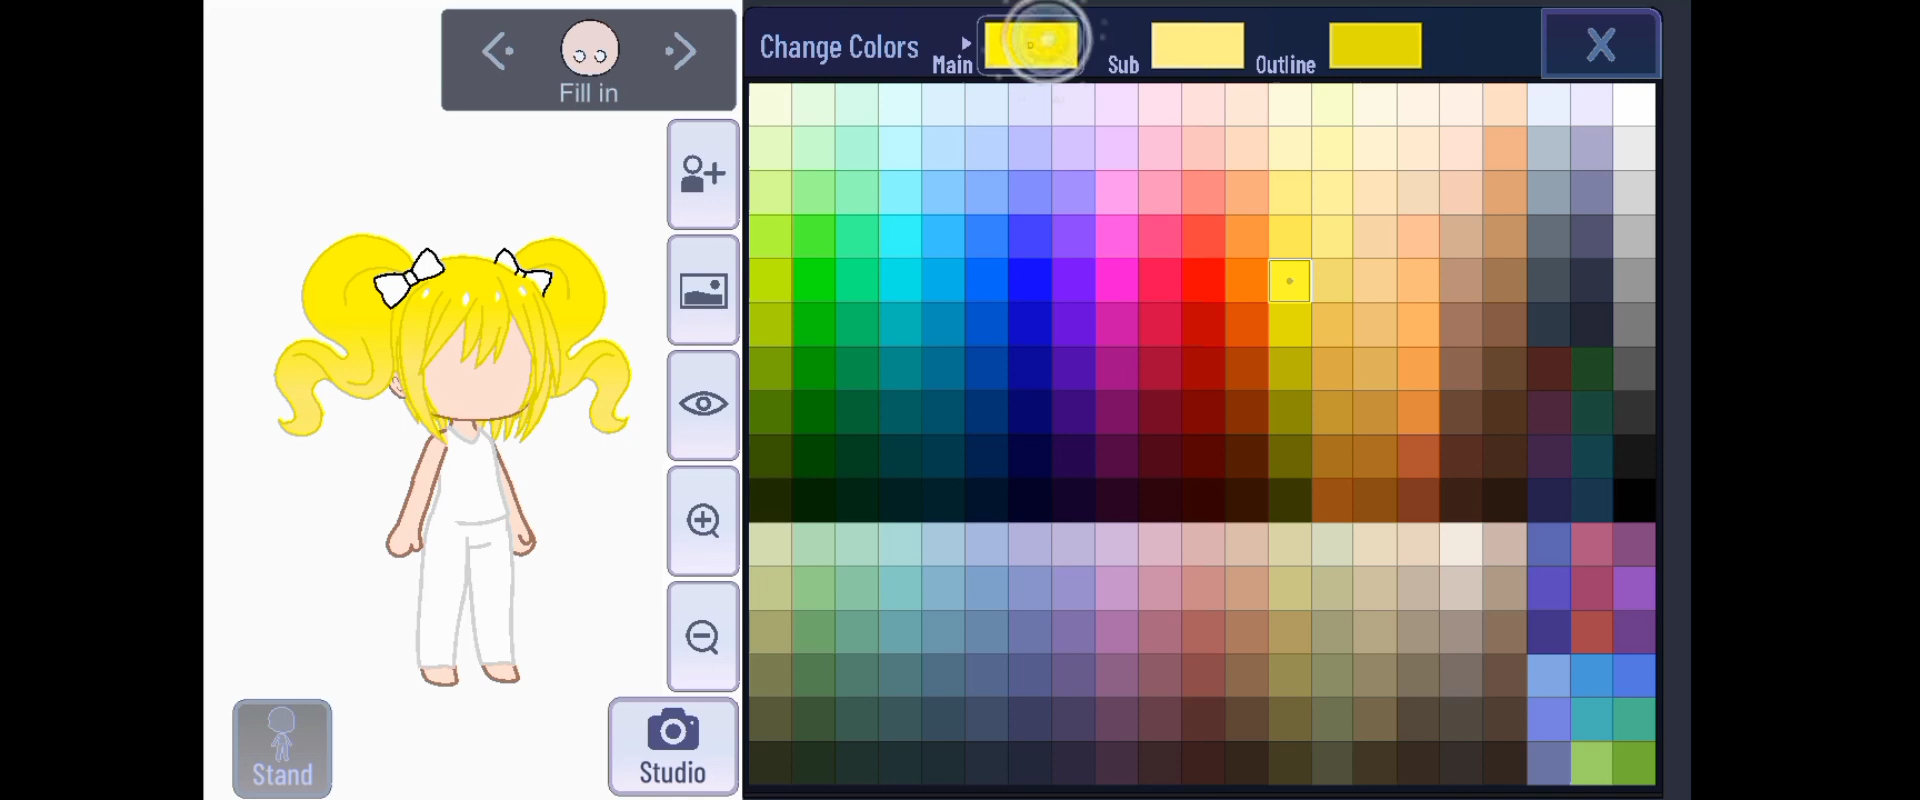 Fill in
Change Colors
Main
Sub
Outline
X
Stand
Studio